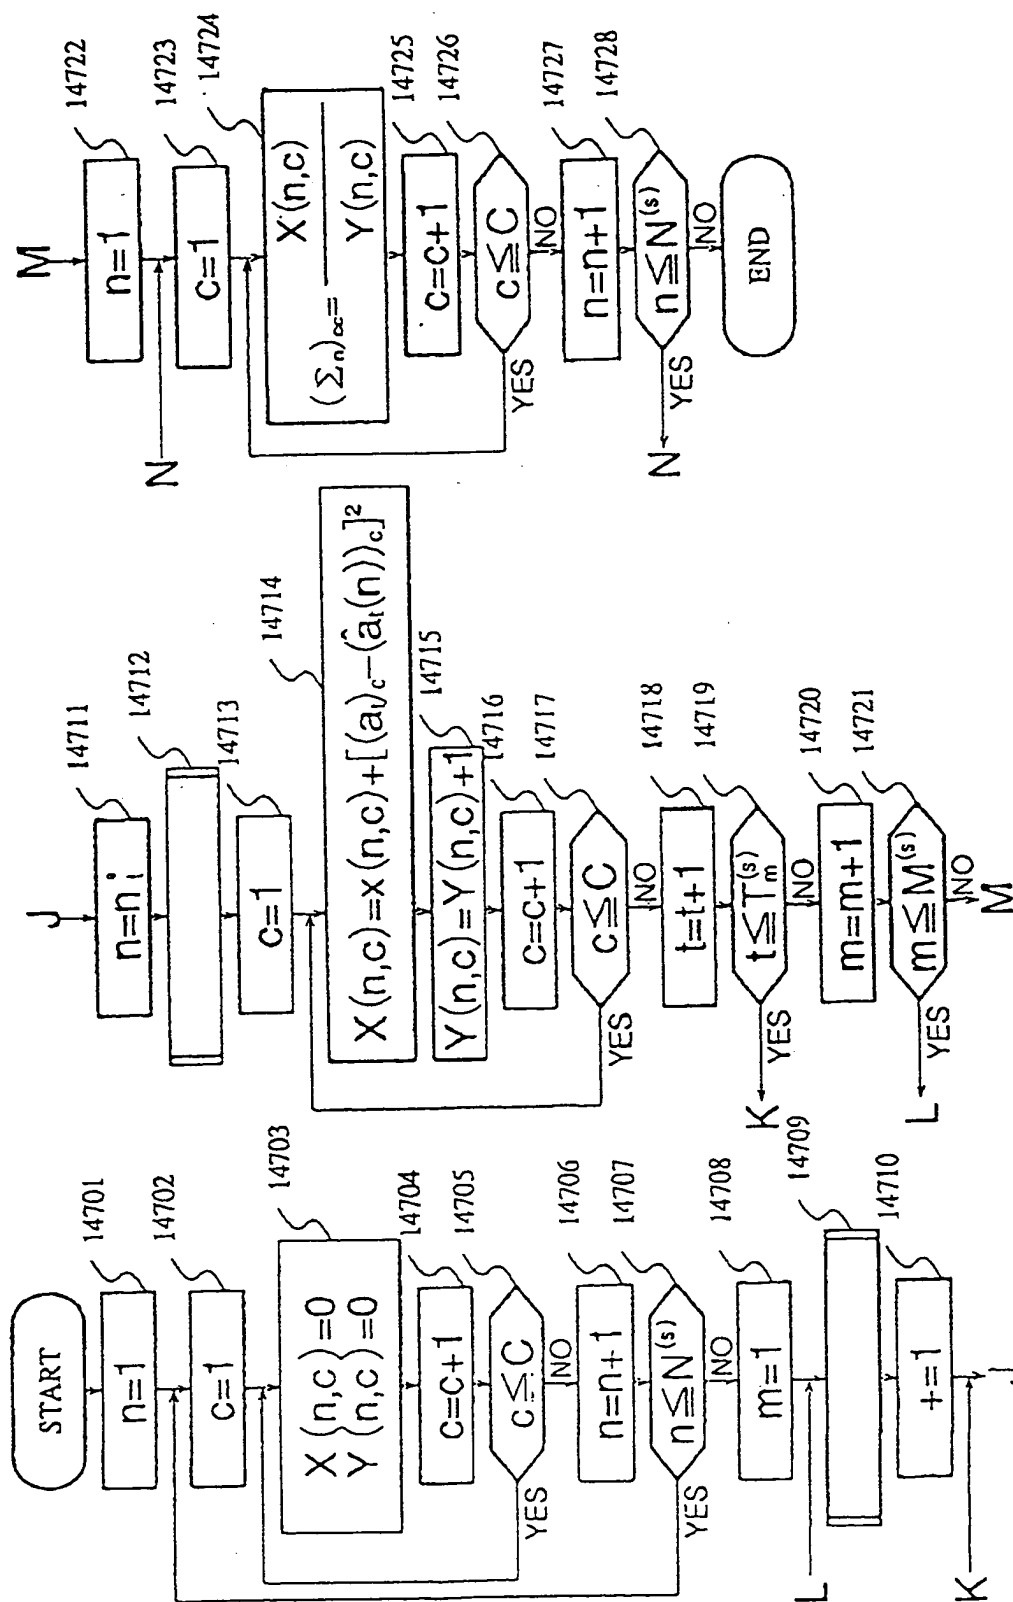 START
n=1
14701
c=1
14702
X(n,c)=0
Y(n,c)=0
14703
c=c+1
14704
c≦C
14705
YES
NO
n=n+1
14706
n≦N(s)
14707
NO
m=1
14708
L
14709
+=1
14710
K
J
J
n=ni
14711
14712
c=1
14713
X(n,c)=X(n,c)+[(at)c−(ât(n))c]²
14714
Y(n,c)=Y(n,c)+1
14715
c=c+1
14716
c≦C
14717
YES
NO
t=t+1
14718
t≦Tm(s)
14719
K
YES
NO
m=m+1
14720
m≦M(s)
14721
L
YES
NO
M
M
n=1
14722
N
c=1
14723
(Σn)cc= X(n,c)
Y(n,c)
14724
c=c+1
14725
c≦C
14726
YES
NO
n=n+1
14727
n≦N(s)
14728
N
YES
NO
END